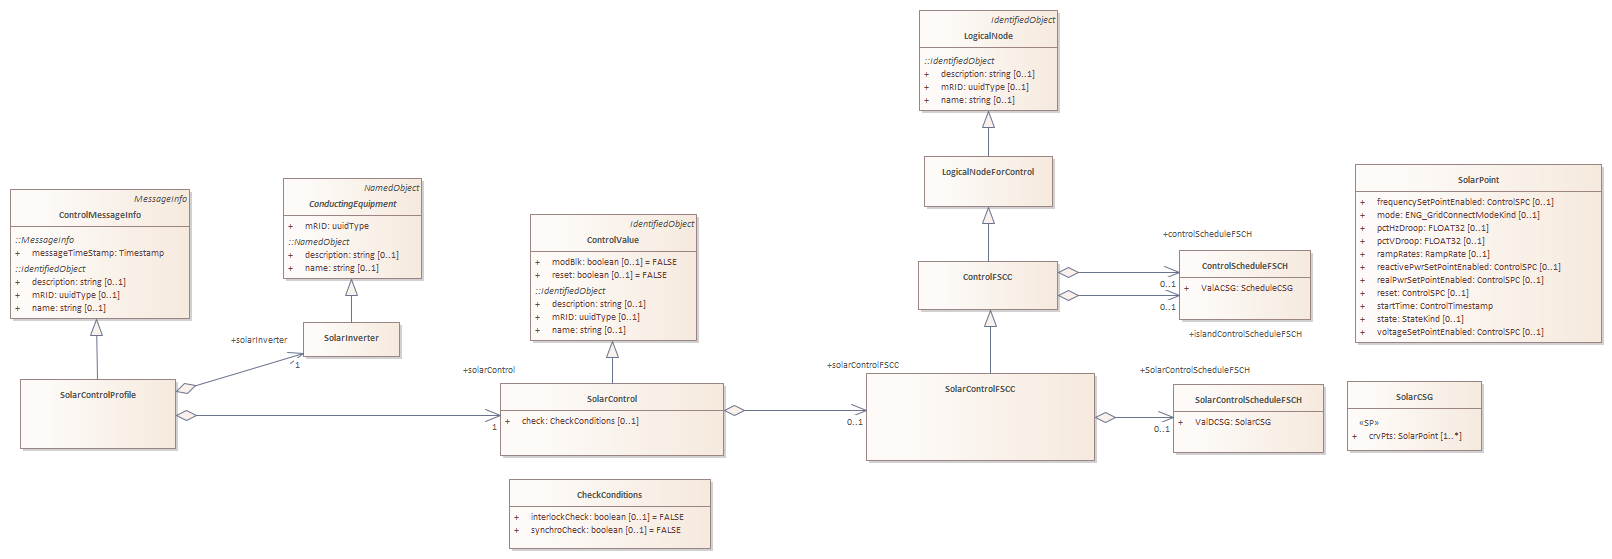 IdentifiedObject
LogicalNode
::IdentifiedObject
+ description: string [0..1]
+ mRID: uuidType [0..1]
+ name: string [0..1]
LogicalNodeForControl
MessageInfo
ControlMessageInfo
::MessageInfo
+ messageTimeStamp: Timestamp
::IdentifiedObject
+ description: string [0..1]
+ mRID: uuidType [0..1]
+ name: string [0..1]
NamedObject
ConductingEquipment
+ mRID: uuidType
::NamedObject
+ description: string [0..1]
+ name: string [0..1]
IdentifiedObject
ControlValue
+ modBlk: boolean [0..1] = FALSE
+ reset: boolean [0..1] = FALSE
::IdentifiedObject
+ description: string [0..1]
+ mRID: uuidType [0..1]
+ name: string [0..1]
ControlFSCC
+controlScheduleFSCH
0..1
0..1
+islandControlScheduleFSCH
ControlScheduleFSCH
+ ValACSG: ScheduleCSG
SolarPoint
+ frequencySetPointEnabled: ControlSPC [0..1]
+ mode: ENG_GridConnectModeKind [0..1]
+ pctHzDroop: FLOAT32 [0..1]
+ pctVDroop: FLOAT32 [0..1]
+ rampRates: RampRate [0..1]
+ reactivePwrSetPointEnabled: ControlSPC [0..1]
+ realPwrSetPointEnabled: ControlSPC [0..1]
+ reset: ControlSPC [0..1]
+ startTime: ControlTimestamp
+ state: StateKind [0..1]
+ voltageSetPointEnabled: ControlSPC [0..1]
SolarInverter
+solarInverter
1
SolarControlProfile
+solarControl
1
SolarControl
+ check: CheckConditions [0..1]
+solarControlFSCC
0..1
SolarControlFSCC
+SolarControlScheduleFSCH
0..1
SolarControlScheduleFSCH
+ ValDCSG: SolarCSG
SolarCSG
«SP»
+ crvPts: SolarPoint [1..*]
CheckConditions
+ interlockCheck: boolean [0..1] = FALSE
+ synchroCheck: boolean [0..1] = FALSE